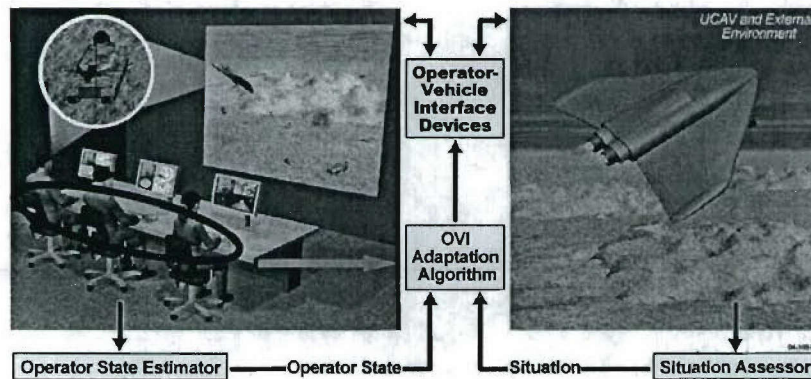 UCAV and External
Environment
Operator-
Vehicle
Interface
Devices
OVI
Adaptation
Algorithm
Operator State Estimator
Operator State
Situation
Situation Assessor